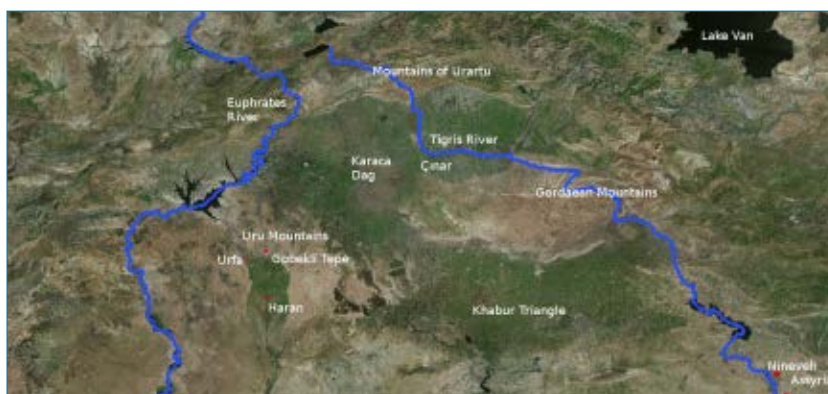 Lake Van
Mountains of Urartu
Euphrates
River
Tigris River
Karaca
Dag
Çınar
Gordaean Mountains
Uru Mountains
Urfa
Gobekli Tepe
Haran
Khabur Triangle
Nineveh